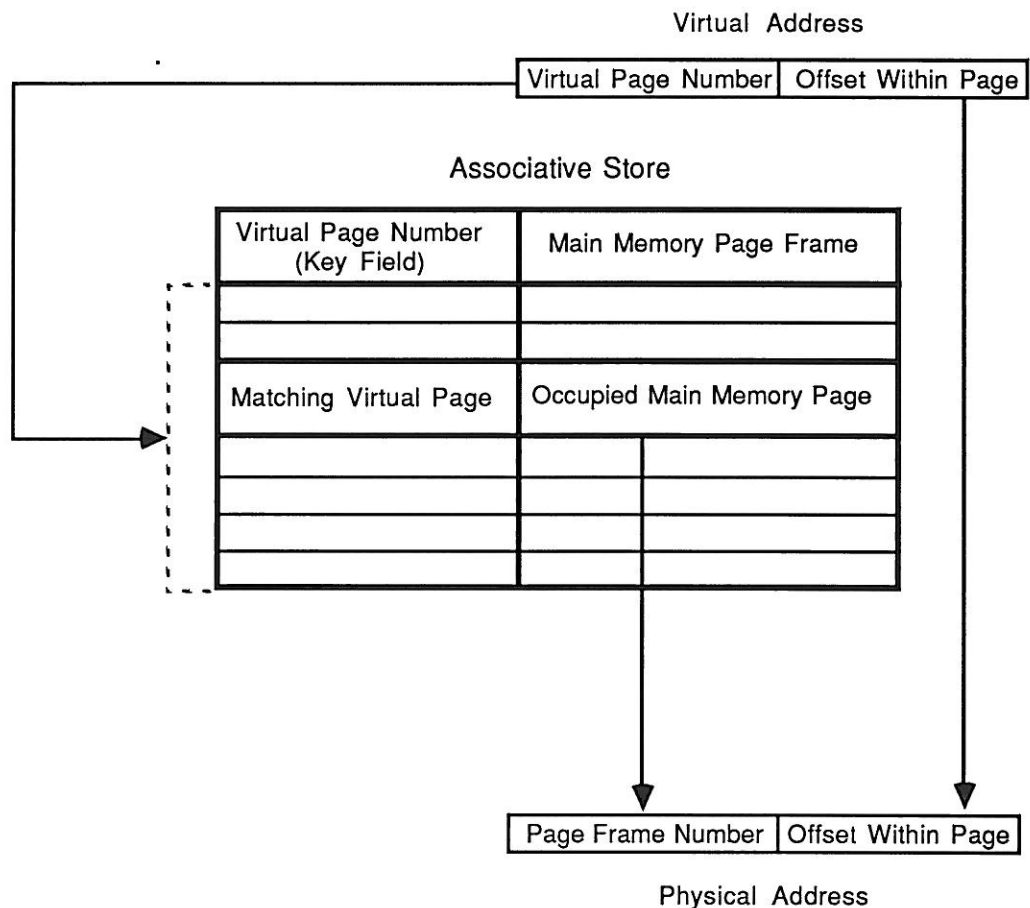 Virtual Address
Virtual Page Number Offset Within Page
Associative Store
Virtual Page Number
(Key Field)
Main Memory Page Frame
Matching Virtual Page Occupied Main Memory Page
Page Frame Number Offset Within Page
Physical Address